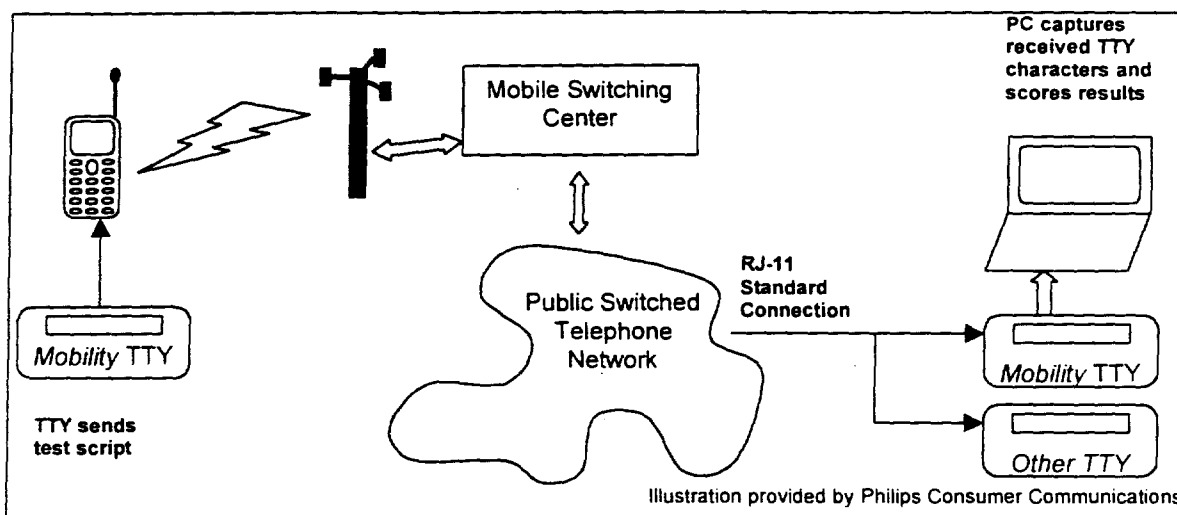 PC captures
received TTY
characters and
scores results
Mobile Switching
Center
RJ-11
Standard
Connection
Public Switched
Telephone
Network
Mobility TTY
Mobility TTY
TTY sends
test script
Other TTY
Illustration provided by Philips Consumer Communications